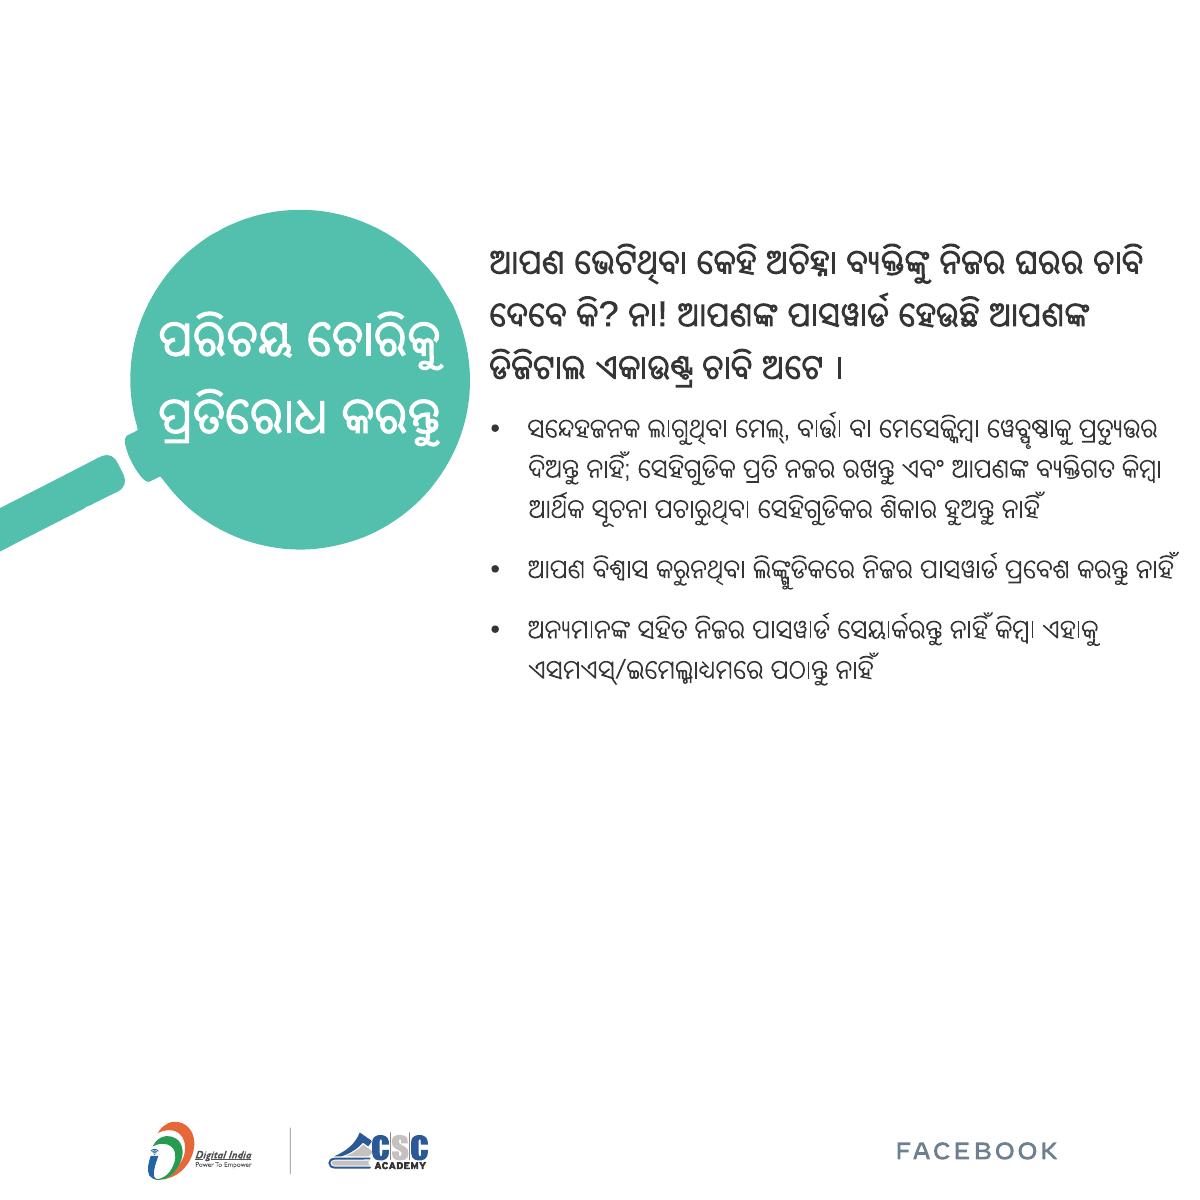 ପରିଚୟ ଚୋରିକୁ
ପ୍ରତିରୋଧ କରନ୍ତୁ
ଆପଣ ଭେଟିଥିବା କେହି ଅଚିହ୍ନା ବ୍ୟକ୍ତିଙ୍କୁ ନିଜର ଘରର ଚାବି
ଦେବେ କି? ନା! ଆପଣଙ୍କ ପାସୱାର୍ଡ ହେଉଛି ଆପଣଙ୍କ
ଡିଜିଟାଲ ଏକାଉଣ୍ଟ୍ର ଚାବି ଅଟେ ।
• ସନ୍ଦେହଜନକ ଲାଗୁଥିବା ମେଲ୍, ବାର୍ତ୍ତା ବା ମେସେଜ୍କିମ୍ବା ୱେବ୍ପୃଷ୍ଠାକୁ ପ୍ରତ୍ୟୁତର
ଦିଅନ୍ତୁ ନାହିଁ; ସେହିଗୁଡିକ ପ୍ରତି ନଜର ରଖନ୍ତୁ ଏବଂ ଆପଣଙ୍କ ବ୍ୟକ୍ତିଗତ କିମ୍ବା
ଆର୍ଥିକ ସୂଚନା ପଚାରୁଥିବା ସେହିଗୁଡିକର ଶିକାର ହୁଅନ୍ତୁ ନାହିଁ
• ଆପଣ ବିଶ୍ୱାସ କରୁନଥିବା ଲିଙ୍କ୍ଗୁଡିକରେ ନିଜର ପାସୱାର୍ଡ ପ୍ରବେଶ କରନ୍ତୁ ନାହିଁ
• ଅନ୍ୟମାନଙ୍କ ସହିତ ନିଜର ପାସୱାର୍ଡ ସେୟାର୍କରନ୍ତୁ ନାହିଁ କିମ୍ବା ଏହାକୁ
ଏସଏମଏସ୍/ଇମେଲ୍ମାଧ୍ୟମରେ ପଠାନ୍ତୁ ନାହିଁ
Digital India
Power To Empower
CSC
ACADEMY
FACEBOOK